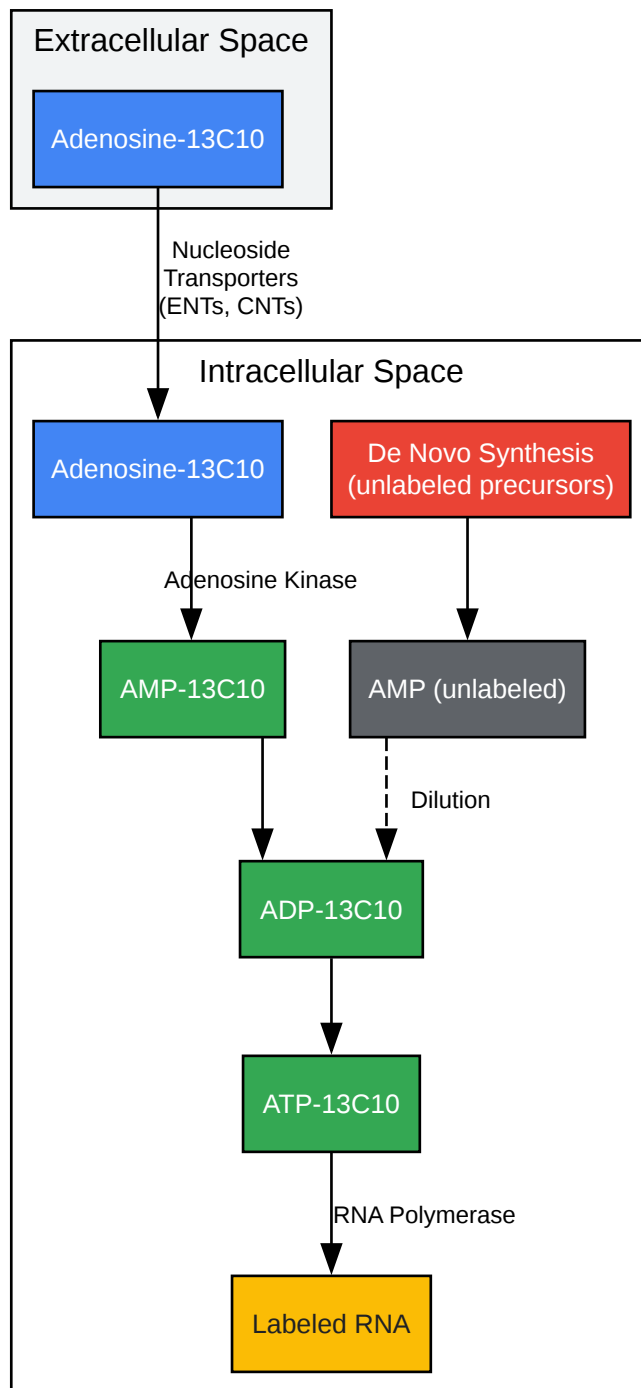 Extracellular Space
Adenosine-13C10
Nucleoside
Transporters
(ENTs, CNTs)
Intracellular Space
Adenosine-13C10
De Novo Synthesis
(unlabeled precursors)
Adenosine Kinase
AMP-13C10
AMP (unlabeled)
Dilution
ADP-13C10
ATP-13C10
RNA Polymerase
Labeled RNA